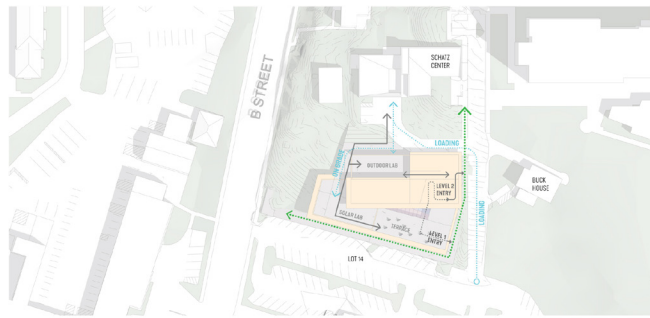 B STREET
SCHATZ
CENTER
LOADING
OUTDOOR LAB
LEVEL 2
ENTRY
BUCK
HOUSE
LOADING
SOLAR LAB
LEVEL 1
ENTRY
LOT 14